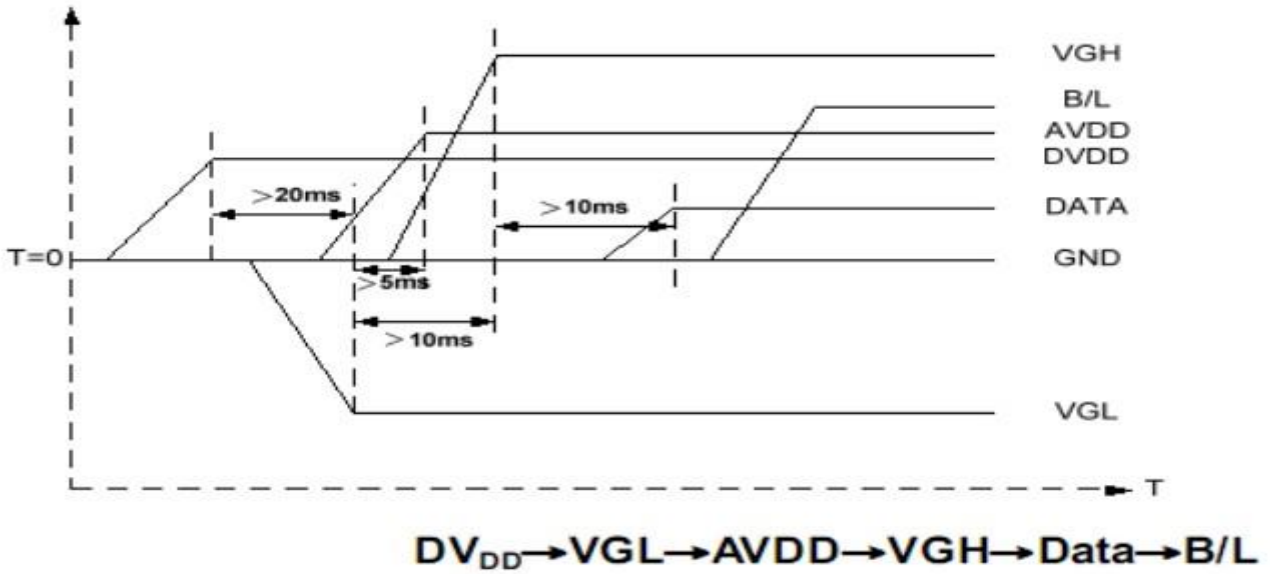 VGH
B/L
AVDD
DVDD
>20ms
>10ms
DATA
T=0
GND
>5ms
>10ms
VGL
T
DVDD→VGL→AVDD→VGH→Data→B/L